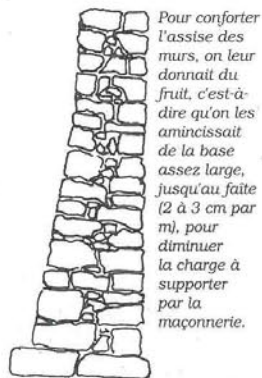 Pour conforter
l'assise des
murs, on leur
donnait du
fruit, c'est-à-
dire qu'on les
amincissait
de la base
assez large,
jusqu'au faîte
(2 à 3 cm par
m), pour
diminuer
la charge à
supporter
par la
maçonnerie.